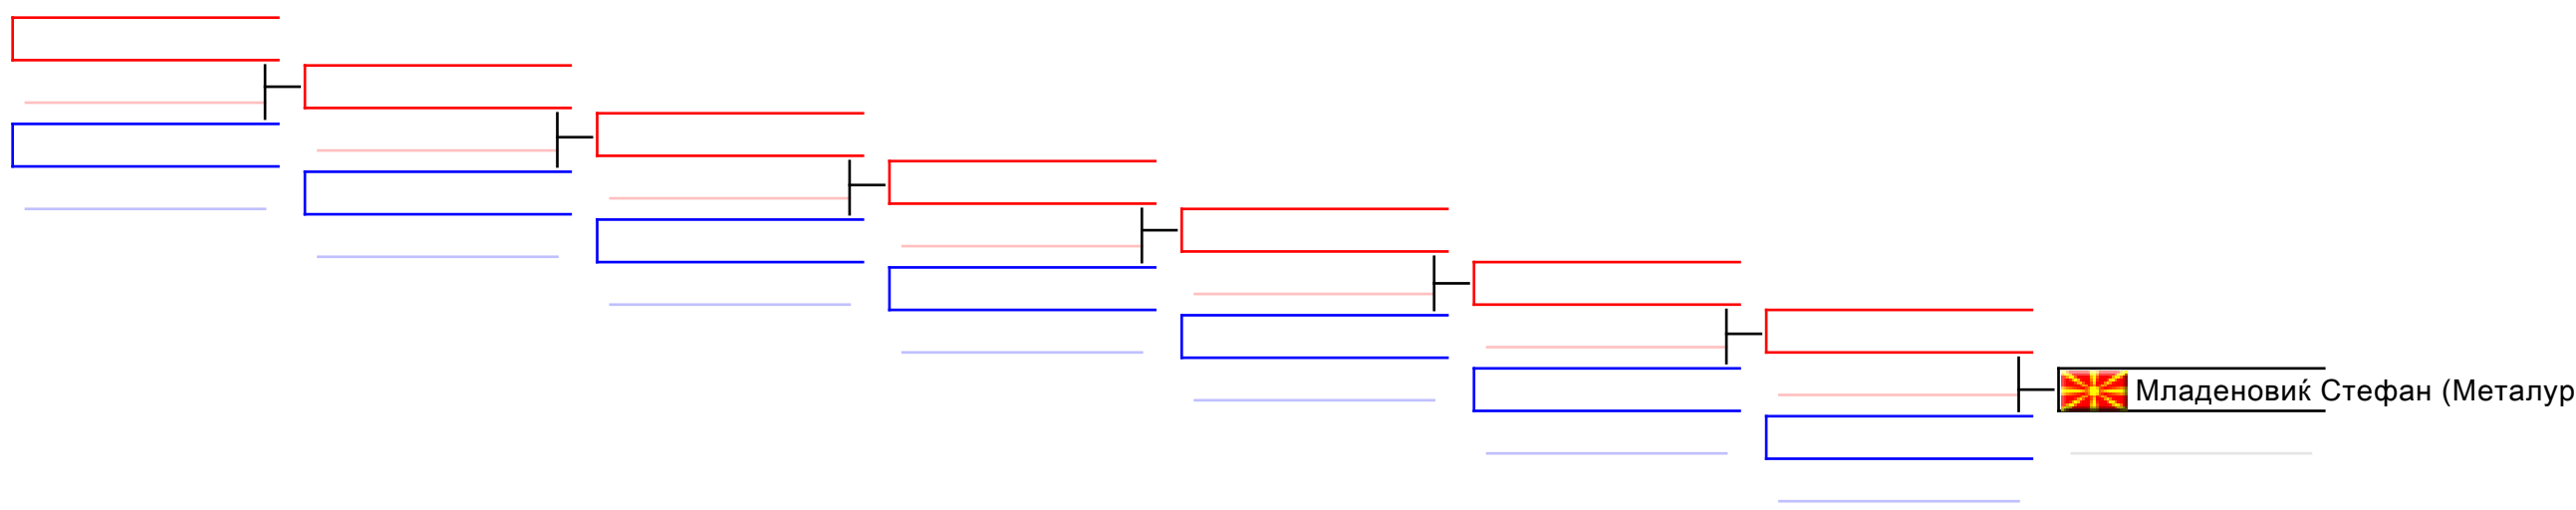 Младеновиќ Стефан (Металур